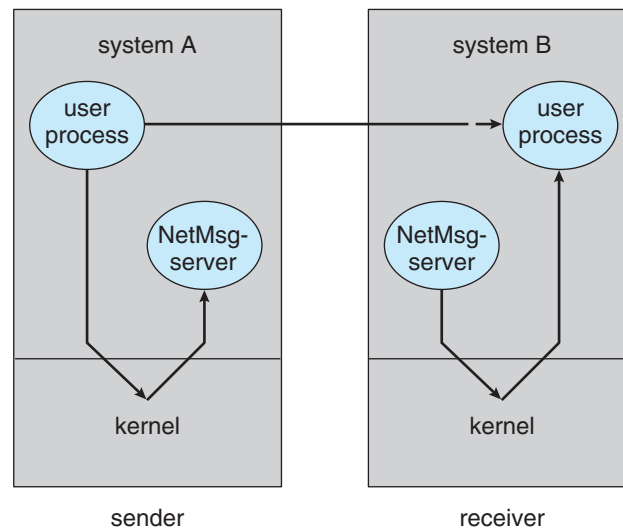 system A
system B
user
process
user
process
NetMsg-
server
NetMsg-
server
kernel
kernel
sender
receiver